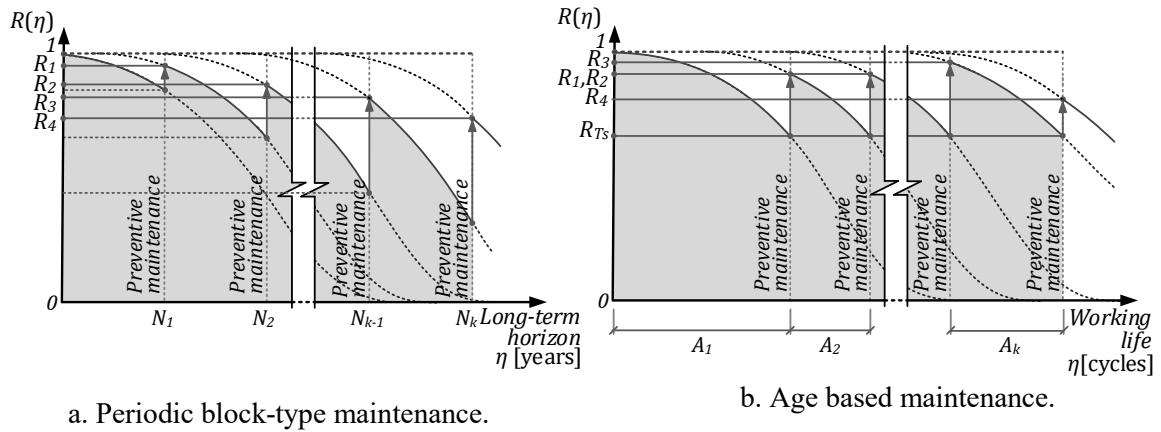 R(η)
1
R₁
R₂
R₃
R₄
0
Preventive
maintenance
Preventive
maintenance
Preventive
maintenance
Preventive
maintenance
N₁
N₂
Nₖ₋₁
Nₖ
Long-term
horizon
η [years]
a. Periodic block-type maintenance.
R(η)
1
R₃
R₁,R₂
R₄
R_Ts
0
Preventive
maintenance
Preventive
maintenance
Preventive
maintenance
Preventive
maintenance
A₁
A₂
Aₖ
Working
life
η[cycles]
b. Age based maintenance.